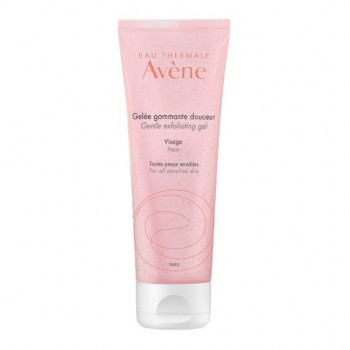 EAU THERMALE
Avène
Gelée gommante douceur
Gentle exfoliating gel
Visage
Face
Toutes peaux sensibles
For all sensitive skin